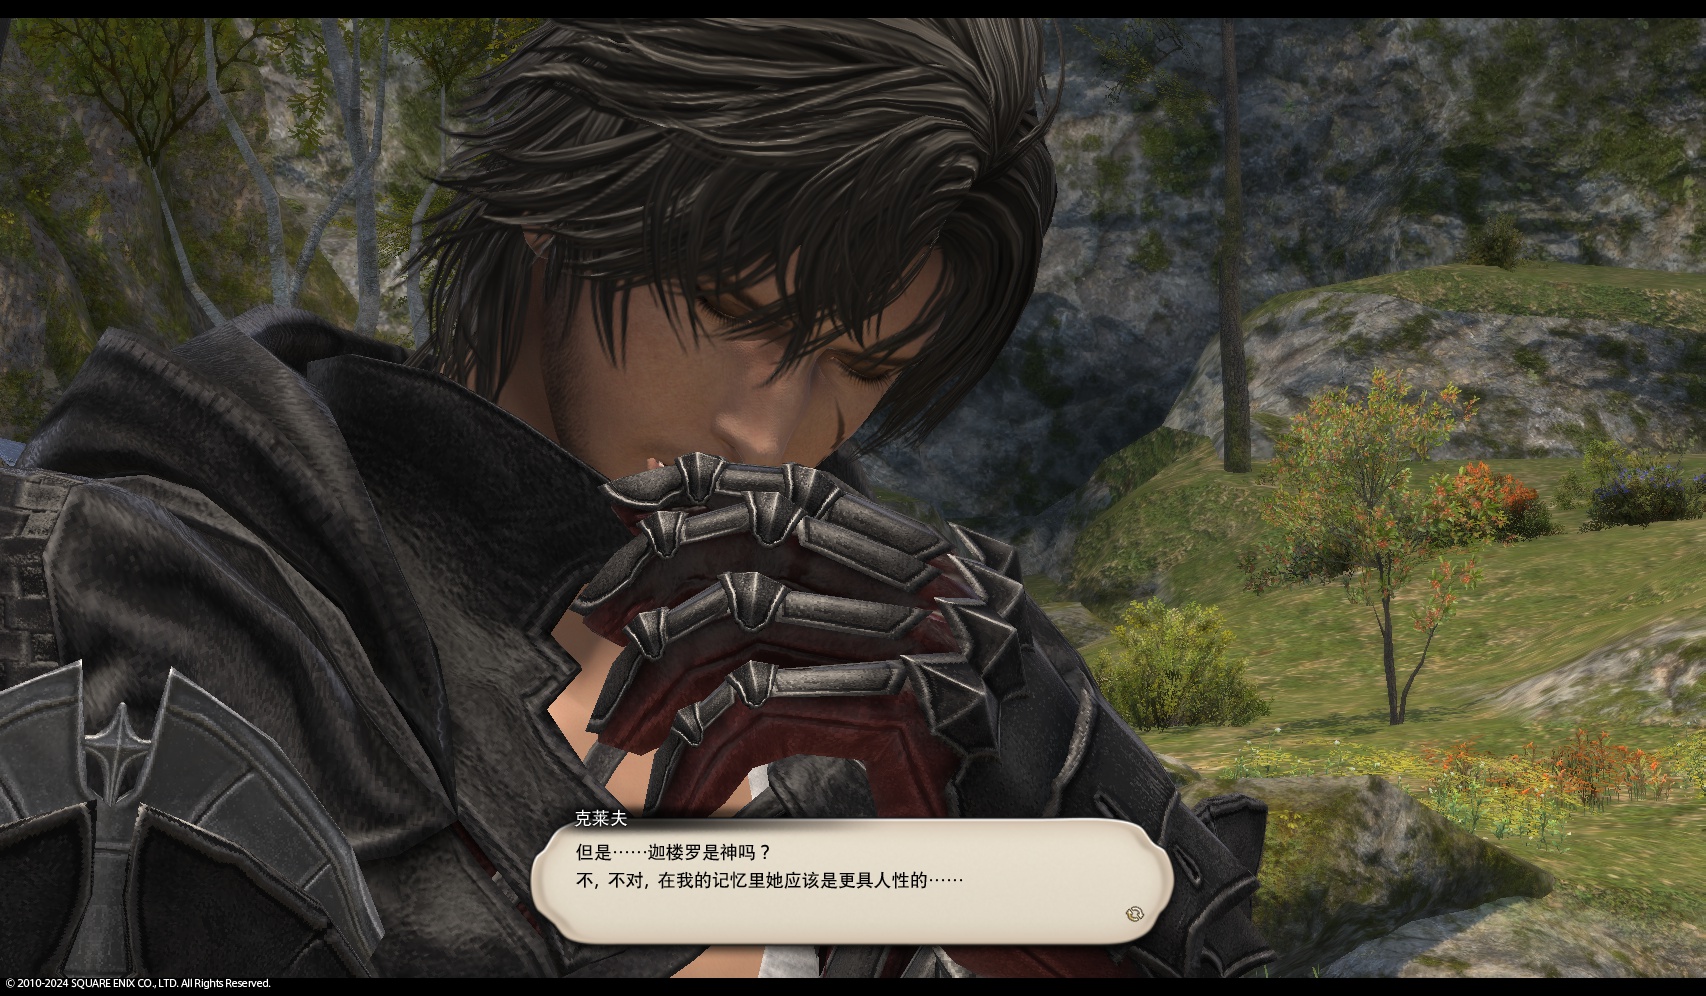 克莱夫
但是……迦楼罗是神吗？
不，不对，在我的记忆里她应该是更具人性的……
© 2010-2024 SQUARE ENIX CO., LTD. All Rights Reserved.